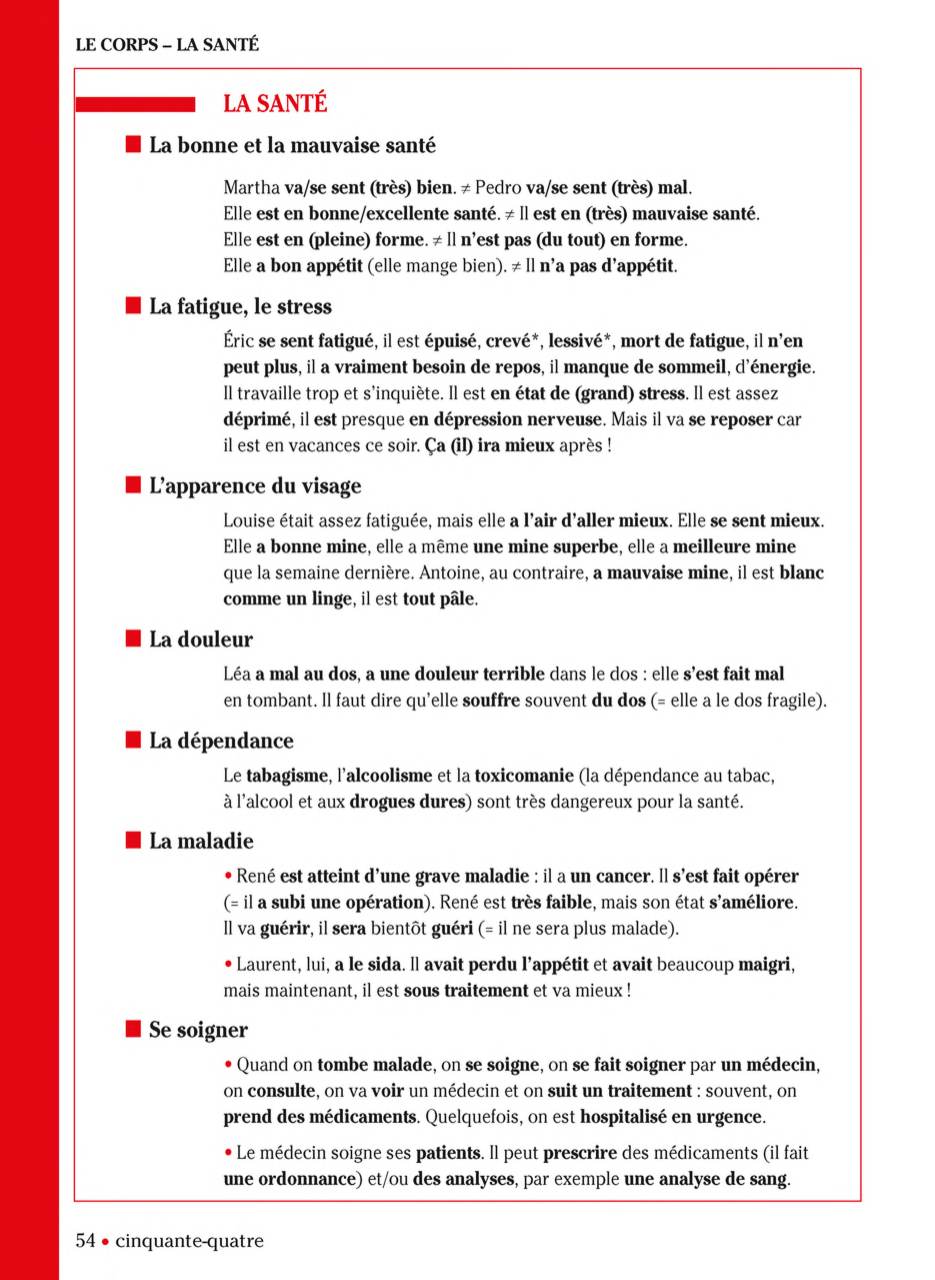 LE CORPS – LA SANTÉ
LA SANTÉ
■ La bonne et la mauvaise santé
Martha va/se sent (très) bien. ≠ Pedro va/se sent (très) mal.
Elle est en bonne/excellente santé. ≠ Il est en (très) mauvaise santé.
Elle est en (pleine) forme. ≠ Il n’est pas (du tout) en forme.
Elle a bon appétit (elle mange bien). ≠ Il n’a pas d’appétit.
■ La fatigue, le stress
Éric se sent fatigué, il est épuisé, crevé*, lessivé*, mort de fatigue, il n’en
peut plus, il a vraiment besoin de repos, il manque de sommeil, d’énergie.
Il travaille trop et s’inquiète. Il est en état de (grand) stress. Il est assez
déprimé, il est presque en dépression nerveuse. Mais il va se reposer car
il est en vacances ce soir. Ça (il) ira mieux après !
■ L’apparence du visage
Louise était assez fatiguée, mais elle a l’air d’aller mieux. Elle se sent mieux.
Elle a bonne mine, elle a même une mine superbe, elle a meilleure mine
que la semaine dernière. Antoine, au contraire, a mauvaise mine, il est blanc
comme un linge, il est tout pâle.
■ La douleur
Léa a mal au dos, a une douleur terrible dans le dos : elle s’est fait mal
en tombant. Il faut dire qu’elle souffre souvent du dos (= elle a le dos fragile).
■ La dépendance
Le tabagisme, l’alcoolisme et la toxicomanie (la dépendance au tabac,
à l’alcool et aux drogues dures) sont très dangereux pour la santé.
■ La maladie
• René est atteint d’une grave maladie : il a un cancer. Il s’est fait opérer
(= il a subi une opération). René est très faible, mais son état s’améliore.
Il va guérir, il sera bientôt guéri (= il ne sera plus malade).
• Laurent, lui, a le sida. Il avait perdu l’appétit et avait beaucoup maigri,
mais maintenant, il est sous traitement et va mieux !
■ Se soigner
• Quand on tombe malade, on se soigne, on se fait soigner par un médecin,
on consulte, on va voir un médecin et on suit un traitement : souvent, on
prend des médicaments. Quelquefois, on est hospitalisé en urgence.
• Le médecin soigne ses patients. Il peut prescrire des médicaments (il fait
une ordonnance) et/ou des analyses, par exemple une analyse de sang.
54 • cinquante-quatre